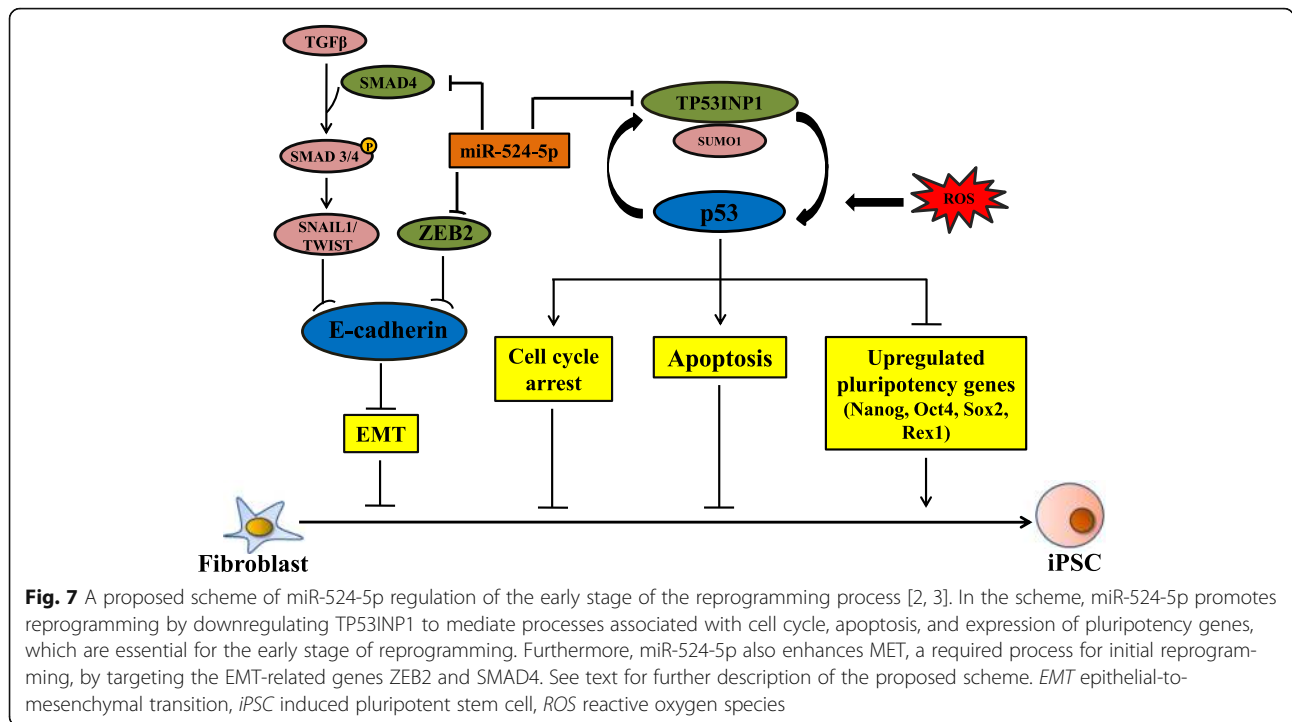 TGFβ
SMAD4
SMAD 3/4
P
SNAIL1/
TWIST
miR-524-5p
ZEB2
E-cadherin
EMT
TP53INP1
SUMO1
p53
ROS
Cell cycle
arrest
Apoptosis
Upregulated
pluripotency genes
(Nanog, Oct4, Sox2,
Rex1)
Fibroblast
iPSC
Fig. 7 A proposed scheme of miR-524-5p regulation of the early stage of the reprogramming process [2, 3]. In the scheme, miR-524-5p promotes
reprogramming by downregulating TP53INP1 to mediate processes associated with cell cycle, apoptosis, and expression of pluripotency genes,
which are essential for the early stage of reprogramming. Furthermore, miR-524-5p also enhances MET, a required process for initial reprogram-
ming, by targeting the EMT-related genes ZEB2 and SMAD4. See text for further description of the proposed scheme. EMT epithelial-to-
mesenchymal transition, iPSC induced pluripotent stem cell, ROS reactive oxygen species